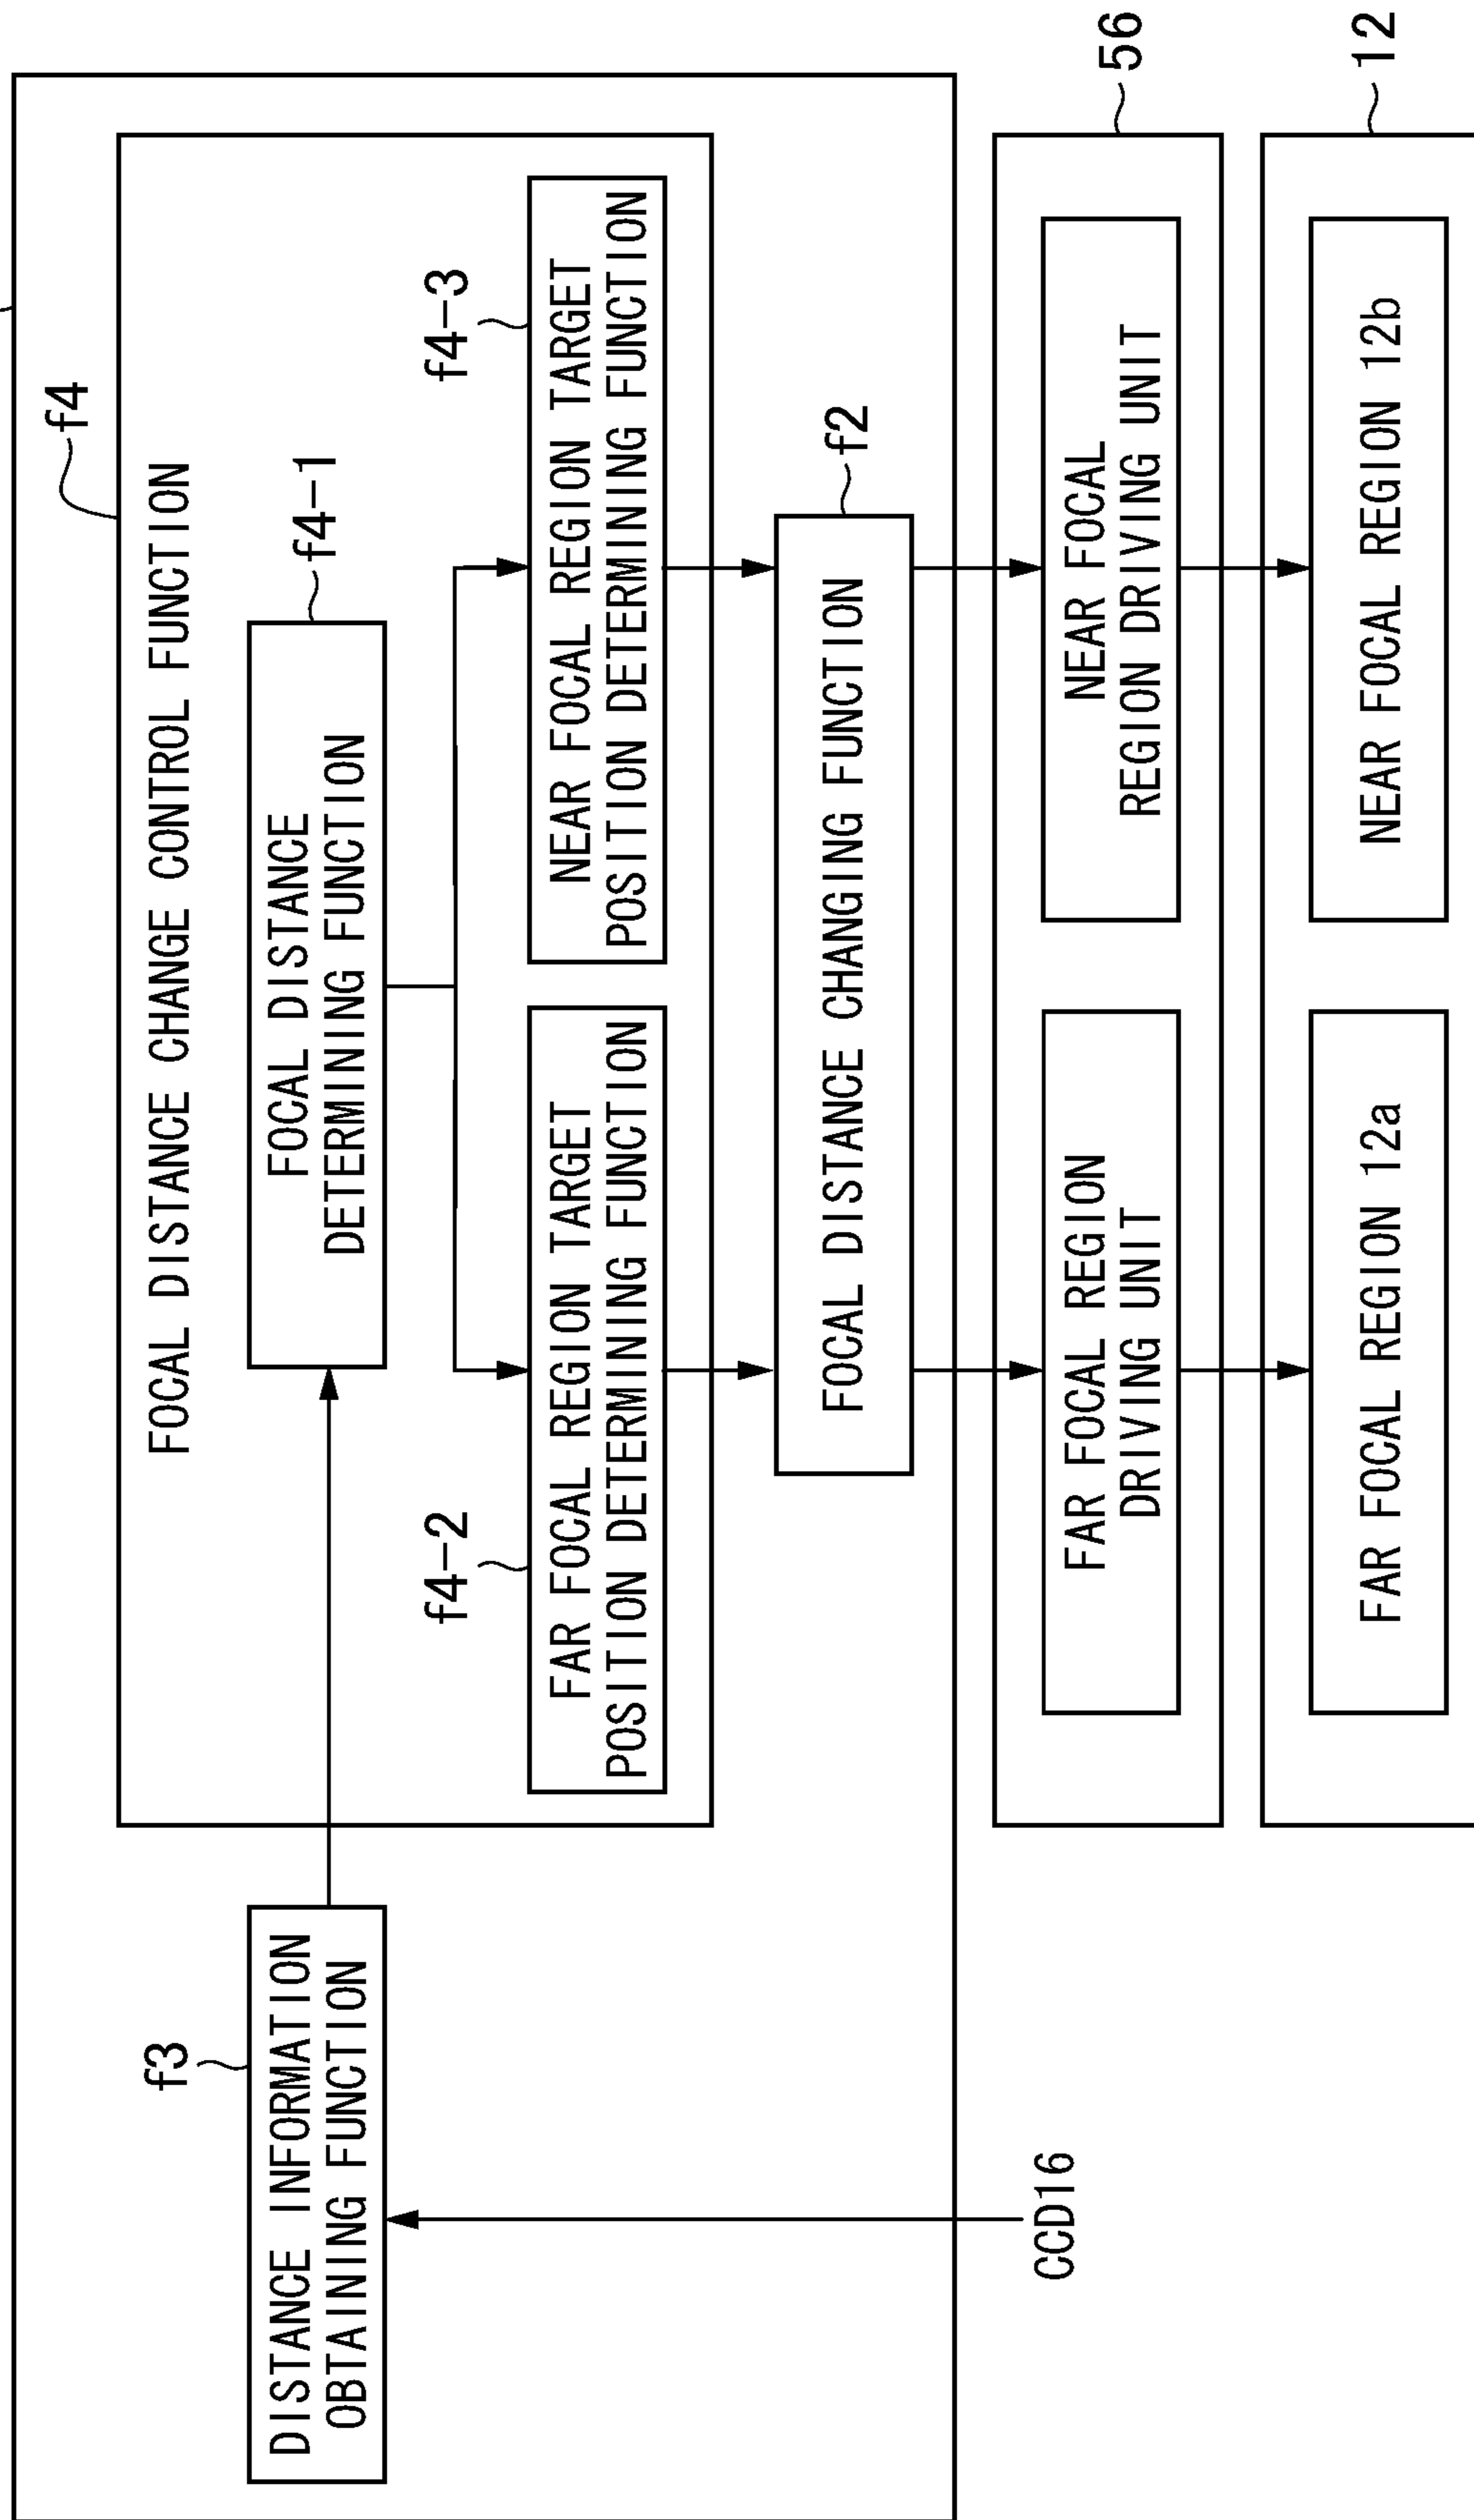 f4
FOCAL DISTANCE CHANGE CONTROL FUNCTION
f3
DISTANCE INFORMATION
OBTAINING FUNCTION
f4-1
FOCAL DISTANCE
DETERMINING FUNCTION
f4-2
FAR FOCAL REGION TARGET
POSITION DETERMINING FUNCTION
f4-3
NEAR FOCAL REGION TARGET
POSITION DETERMINING FUNCTION
f2
FOCAL DISTANCE CHANGING FUNCTION
CCD16
56
FAR FOCAL REGION
DRIVING UNIT
NEAR FOCAL
REGION DRIVING UNIT
12
FAR FOCAL REGION 12a
NEAR FOCAL REGION 12b